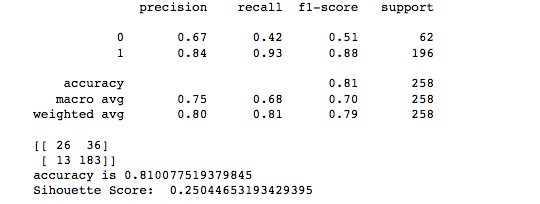 precision recall f1-score support
0 0.67 0.42 0.51 62
1 0.84 0.93 0.88 196
accuracy 0.81 258
macro avg 0.75 0.68 0.70 258
weighted avg 0.80 0.81 0.79 258
[[ 26 36]
[ 13 183]]
accuracy is 0.810077519379845
Sihouette Score: 0.25044653193429395